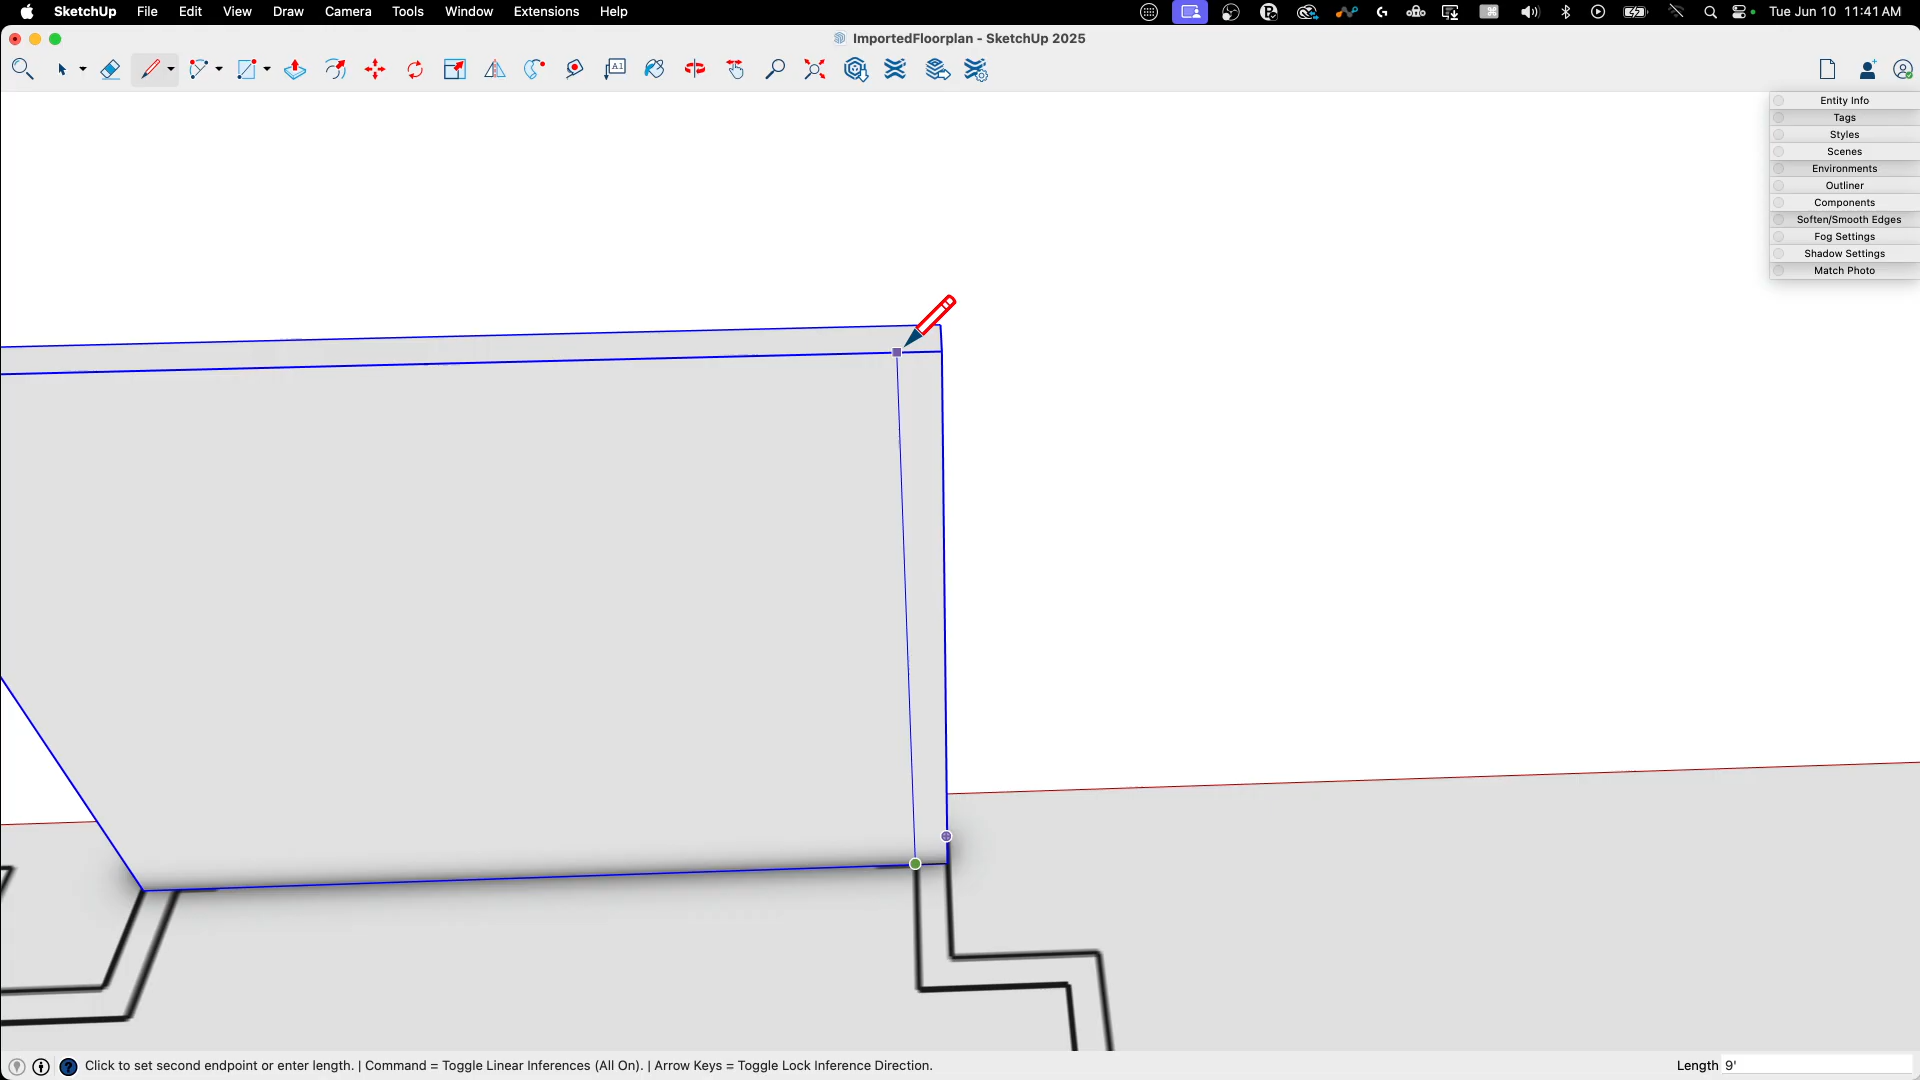 SketchUp File Edit View Draw Camera Tools Window Extensions Help Tue Jun 10 11:41 AM
ImportedFloorplan - SketchUp 2025
A1
Entity Info
Tags
Styles
Scenes
Environments
Outliner
Components
Soften/Smooth Edges
Fog Settings
Shadow Settings
Match Photo
Click to set second endpoint or enter length. | Command = Toggle Linear Inferences (All On). | Arrow Keys = Toggle Lock Inference Direction. Length 9'